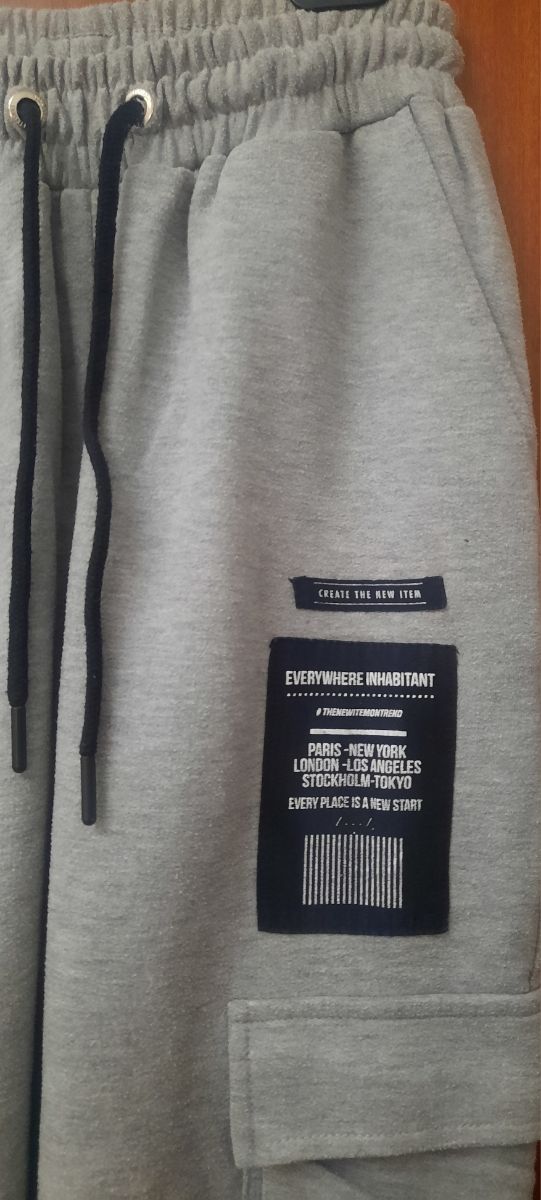 CREATE THE NEW ITEM
EVERYWHERE INHABITANT
#THENEWITEMONTREND
PARIS -NEW YORK
LONDON -LOS ANGELES
STOCKHOLM-TOKYO
EVERY PLACE IS A NEW START
/.../.